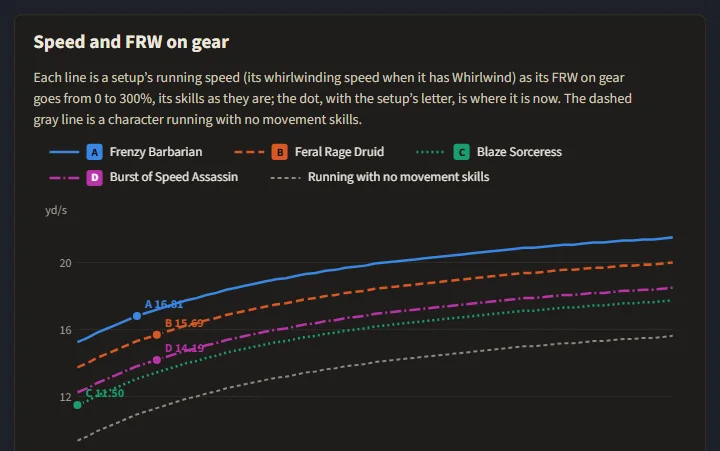 Speed and FRW on gear
Each line is a setup's running speed (its whirlwinding speed when it has Whirlwind) as its FRW on gear
goes from 0 to 300%, its skills as they are; the dot, with the setup's letter, is where it is now. The dashed
gray line is a character running with no movement skills.
A Frenzy Barbarian B Feral Rage Druid C Blaze Sorceress
D Burst of Speed Assassin Running with no movement skills
yd/s
20
A 16.81
B 15.69
16
D 14.19
C 11.50
12